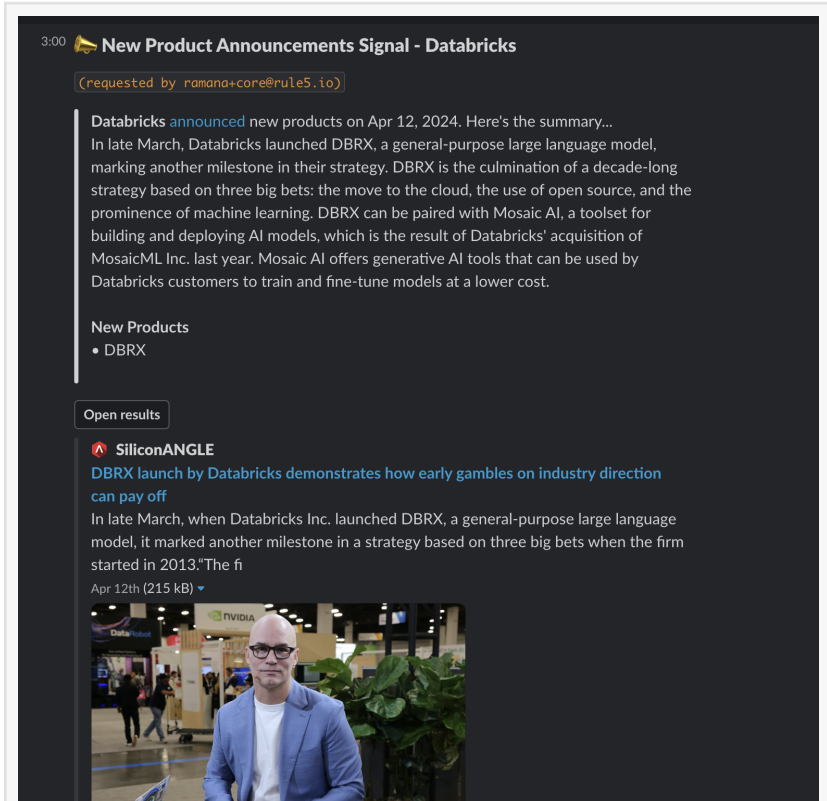 3:00 New Product Announcements Signal - Databricks
(requested by ramana+core@rule5.io)
Databricks announced new products on Apr 12, 2024. Here's the summary...
In late March, Databricks launched DBRX, a general-purpose large language model,
marking another milestone in their strategy. DBRX is the culmination of a decade-long
strategy based on three big bets: the move to the cloud, the use of open source, and the
prominence of machine learning. DBRX can be paired with Mosaic AI, a toolset for
building and deploying AI models, which is the result of Databricks' acquisition of
MosaicML Inc. last year. Mosaic AI offers generative AI tools that can be used by
Databricks customers to train and fine-tune models at a lower cost.
New Products
• DBRX
Open results
SiliconANGLE
DBRX launch by Databricks demonstrates how early gambles on industry direction
can pay off
In late March, when Databricks Inc. launched DBRX, a general-purpose large language
model, it marked another milestone in a strategy based on three big bets when the firm
started in 2013.“The fi
Apr 12th (215 kB)
NVIDIA
DataRobot